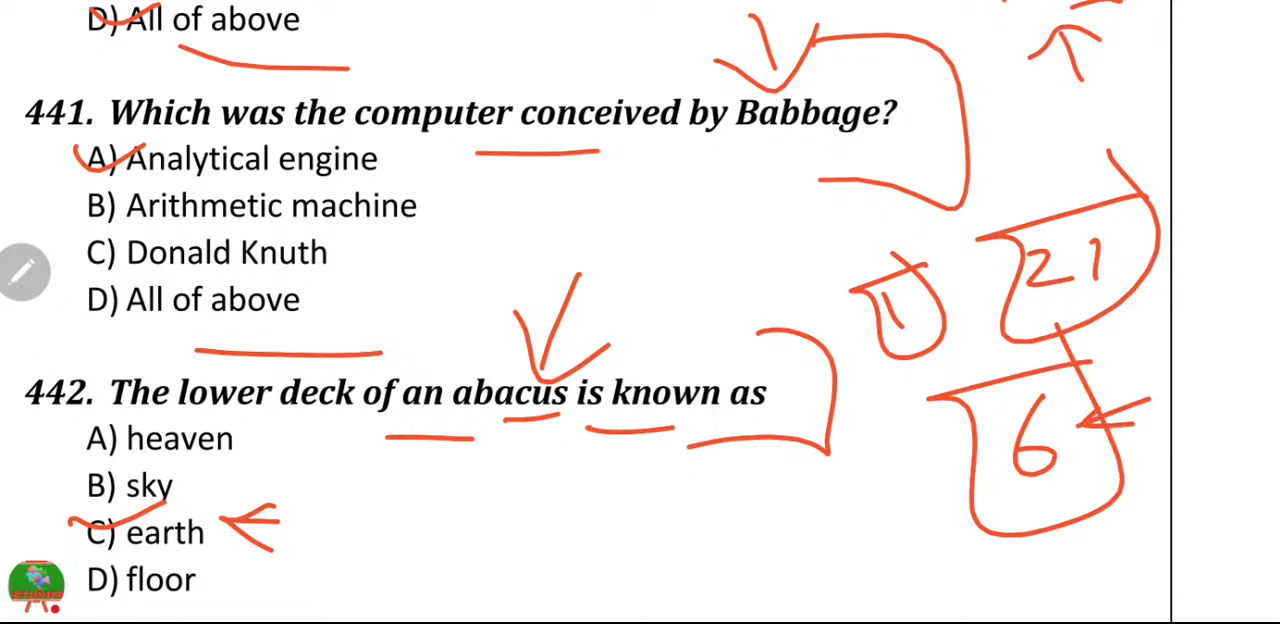 D) All of above
441. Which was the computer conceived by Babbage?
A) Analytical engine
B) Arithmetic machine
C) Donald Knuth
D) All of above
1
21
442. The lower deck of an abacus is known as
A) heaven
B) sky
C) earth
D) floor
6
STUDIES